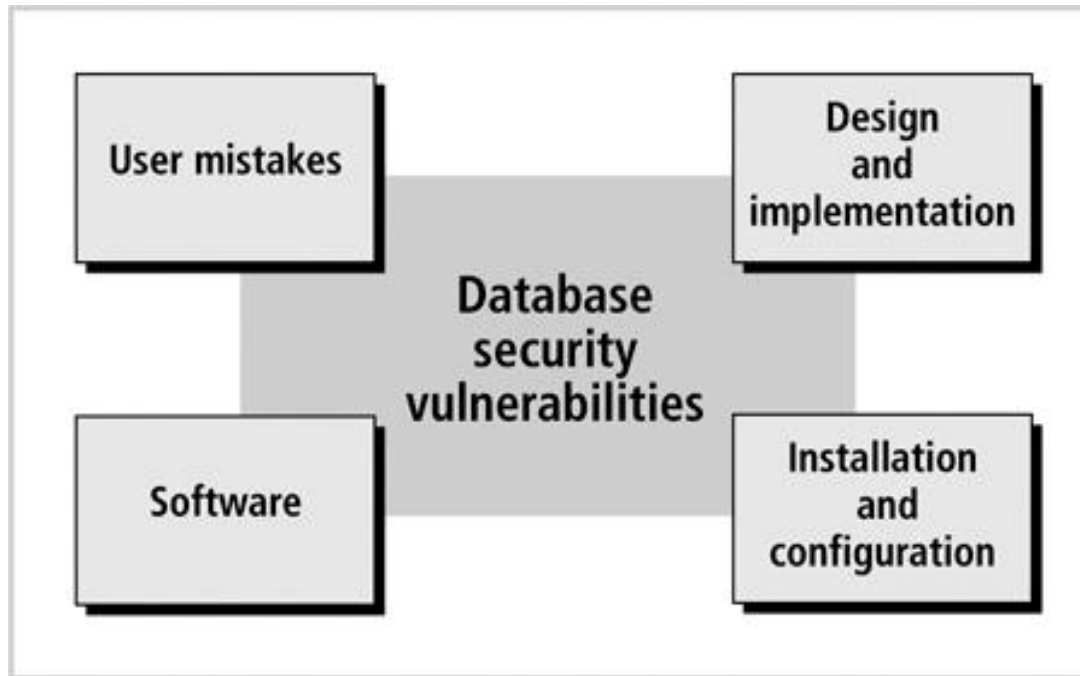 User mistakes
Design
and
implementation
Database
security
vulnerabilities
Software
Installation
and
configuration